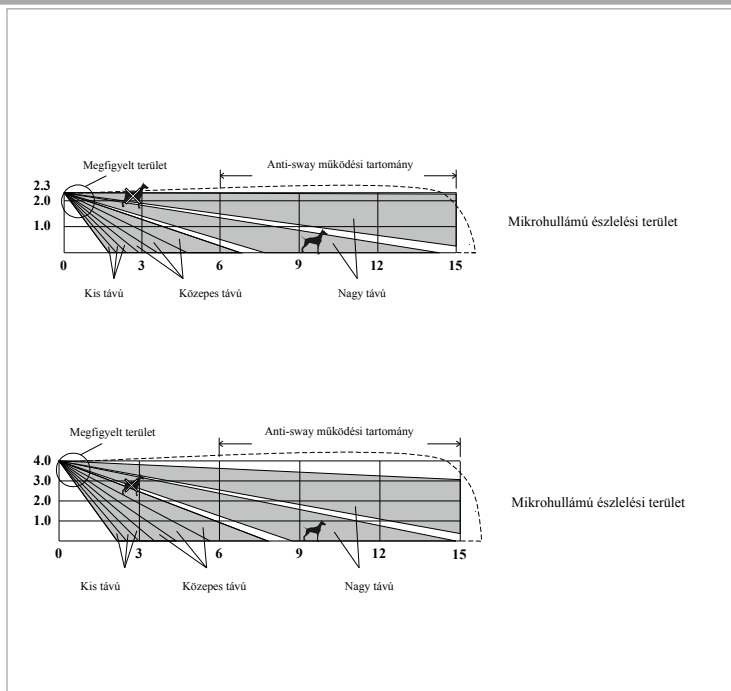 Megfigyelt terület
Anti-sway működési tartomány
2.3
2.0
1.0
Mikrohullámú észlelési terület
0 3 6 9 12 15
Kis távú Közepes távú Nagy távú
Megfigyelt terület
Anti-sway működési tartomány
4.0
3.0
2.0
1.0
Mikrohullámú észlelési terület
0 3 6 9 12 15
Kis távú Közepes távú Nagy távú